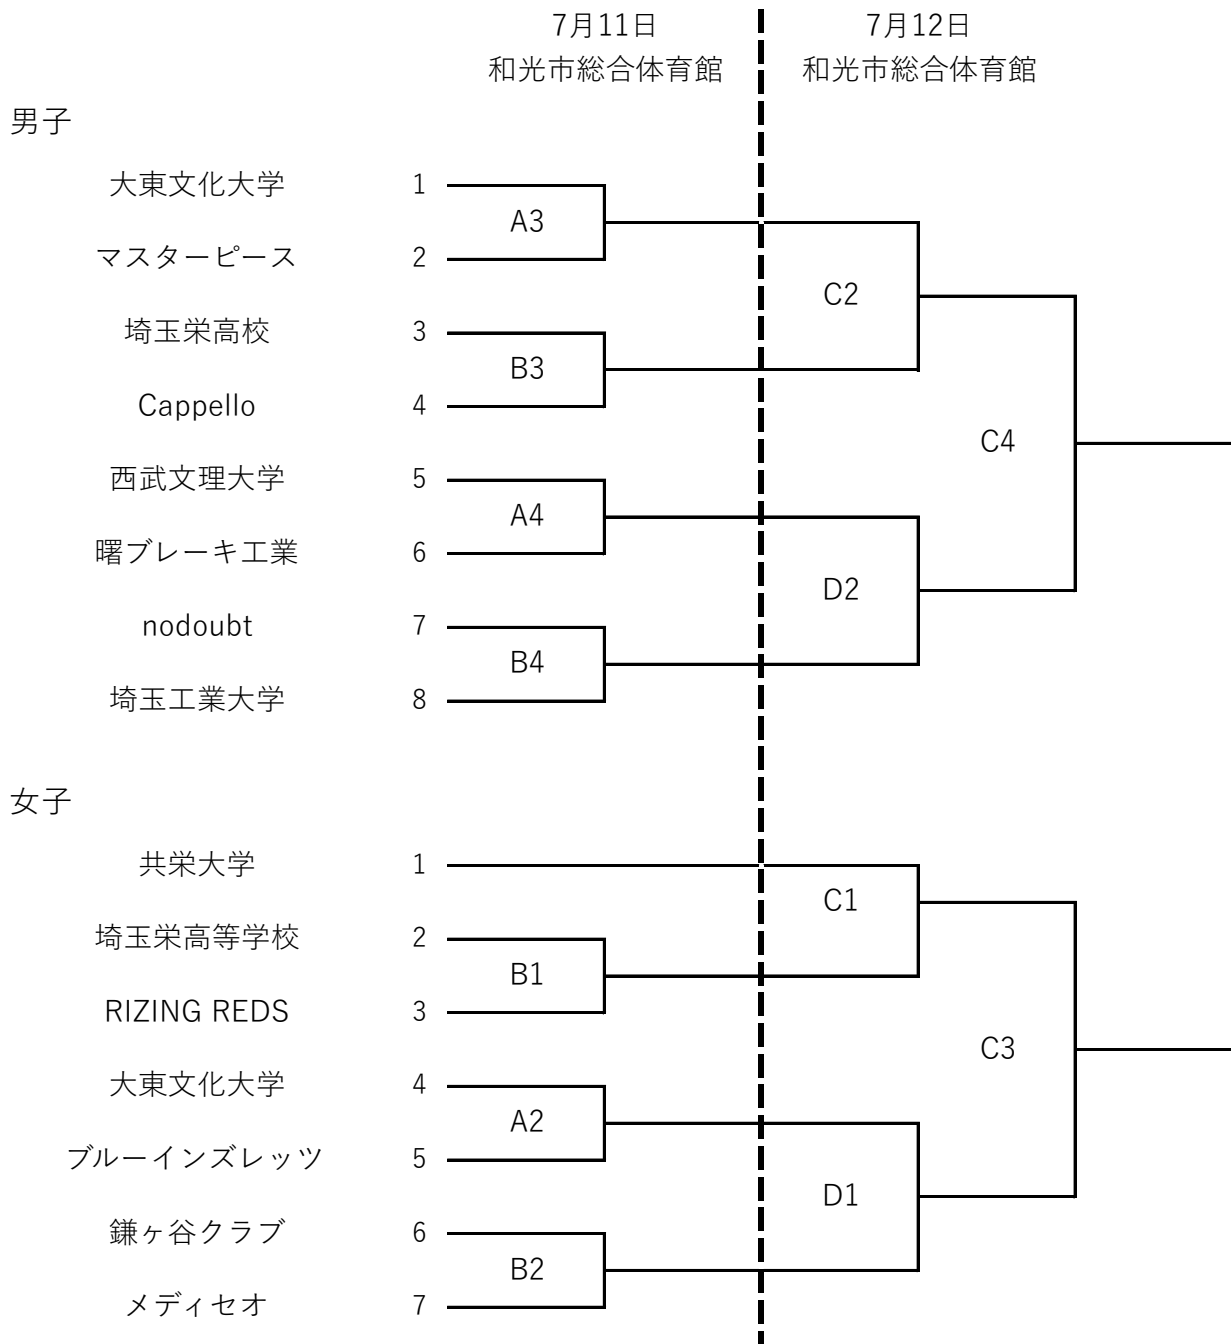 7月11日 7月12日
和光市総合体育館 和光市総合体育館
男子
大東文化大学 1
A3
マスターピース 2
C2
埼玉栄高校 3
B3
Cappello 4
C4
西武文理大学 5
A4
曙ブレーキ工業 6
D2
nodoubt 7
B4
埼玉工業大学 8
女子
共栄大学 1
C1
埼玉栄高等学校 2
B1
RIZING REDS 3
C3
大東文化大学 4
A2
ブルーインズレッツ 5
D1
鎌ヶ谷クラブ 6
B2
メディセオ 7